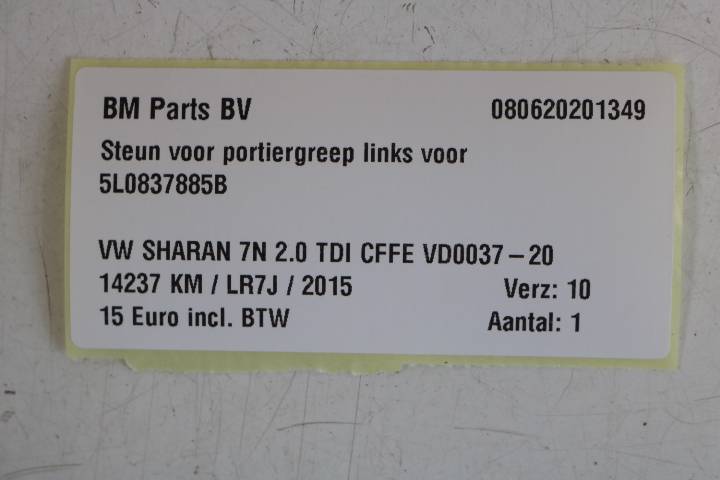 BM Parts BV 080620201349
Steun voor portiergreep links voor
5L0837885B
VW SHARAN 7N 2.0 TDI CFFE VD0037-20
14237 KM / LR7J / 2015 Verz: 10
15 Euro incl. BTW Aantal: 1